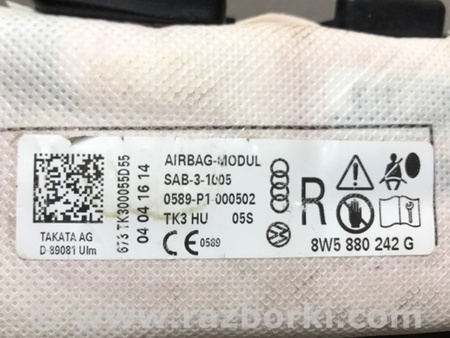 AIRBAG-MODUL
SAB-3-1005
0589-P1-000502
TK3 HU 05S
CE 0589
TAKATA AG
D-89081 Ulm
673 TK300055D55
04 04 16 14
R
8W5 880 242 G
www.razborki.com